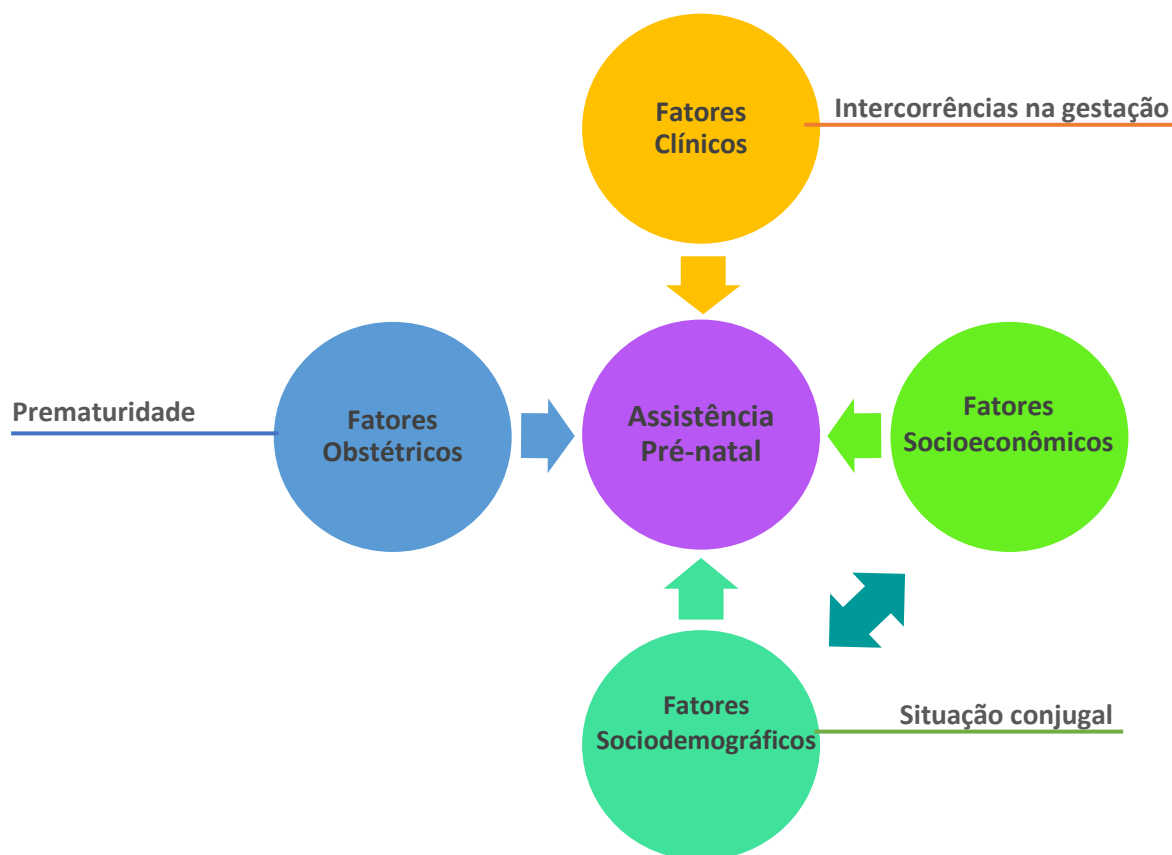 Fatores
Clínicos
Intercorrências na gestação
Prematuridade
Fatores
Obstétricos
Assistência
Pré-natal
Fatores
Socioeconômicos
Fatores
Sociodemográficos
Situação conjugal